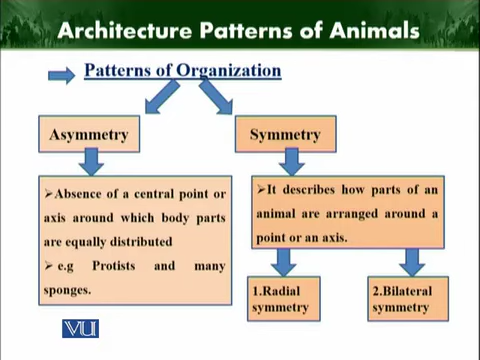 Architecture Patterns of Animals
Patterns of Organization
Asymmetry
Symmetry
➢Absence of a central point or
axis around which body parts
are equally distributed
➢ e.g Protists and many
sponges.
➢It describes how parts of an
animal are arranged around a
point or an axis.
1.Radial
symmetry
2.Bilateral
symmetry
VU